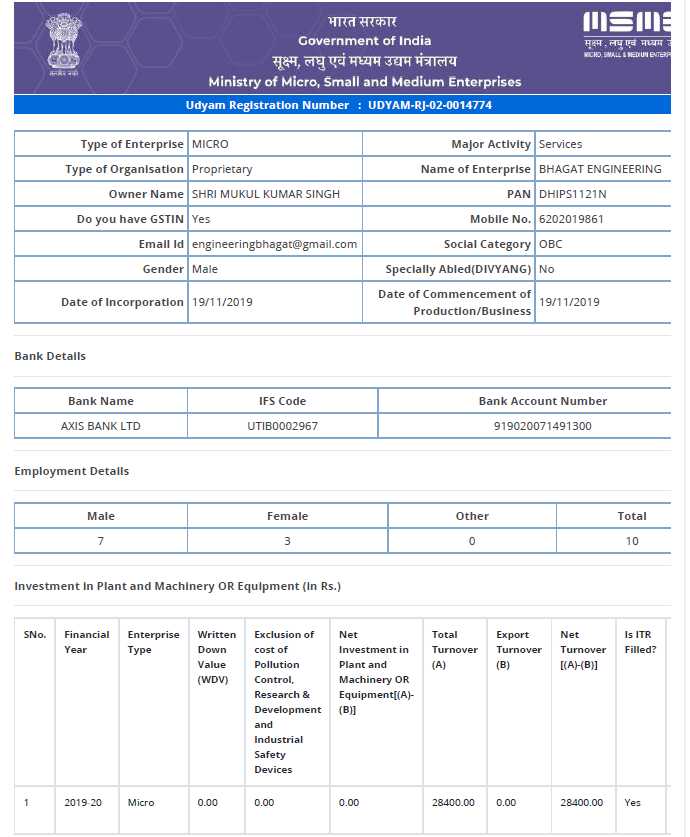 भारत सरकार
Government of India
सूक्ष्म, लघु एवं मध्यम उद्यम मंत्रालय
Ministry of Micro, Small and Medium Enterprises
सत्यमेव जयते
सूक्ष्म, लघु एवं मध्यम
MICRO, SMALL & MEDIUM
Udyam Registration Number : UDYAM-RJ-02-0014774
Type of Enterprise MICRO Major Activity Services
Type of Organisation Proprietary Name of Enterprise BHAGAT ENGINEERING
Owner Name SHRI MUKUL KUMAR SINGH PAN DHIPS1121N
Do you have GSTIN Yes Mobile No. 6202019861
Email Id engineeringbhagat@gmail.com Social Category OBC
Gender Male Specially Abled(DIVYANG) No
Date of Incorporation 19/11/2019 Date of Commencement of Production/Business 19/11/2019
Bank Details
Bank Name IFS Code Bank Account Number
AXIS BANK LTD UTIB0002967 919020071491300
Employment Details
Male Female Other Total
7 3 0 10
Investment In Plant and Machinery OR Equipment (In Rs.)
SNo. Financial Year Enterprise Type Written Down Value (WDV) Exclusion of cost of Pollution Control, Research & Development and Industrial Safety Devices Net Investment in Plant and Machinery OR Equipment[(A)-(B)] Total Turnover (A) Export Turnover (B) Net Turnover [(A)-(B)] Is ITR Filled?
1 2019-20 Micro 0.00 0.00 0.00 28400.00 0.00 28400.00 Yes